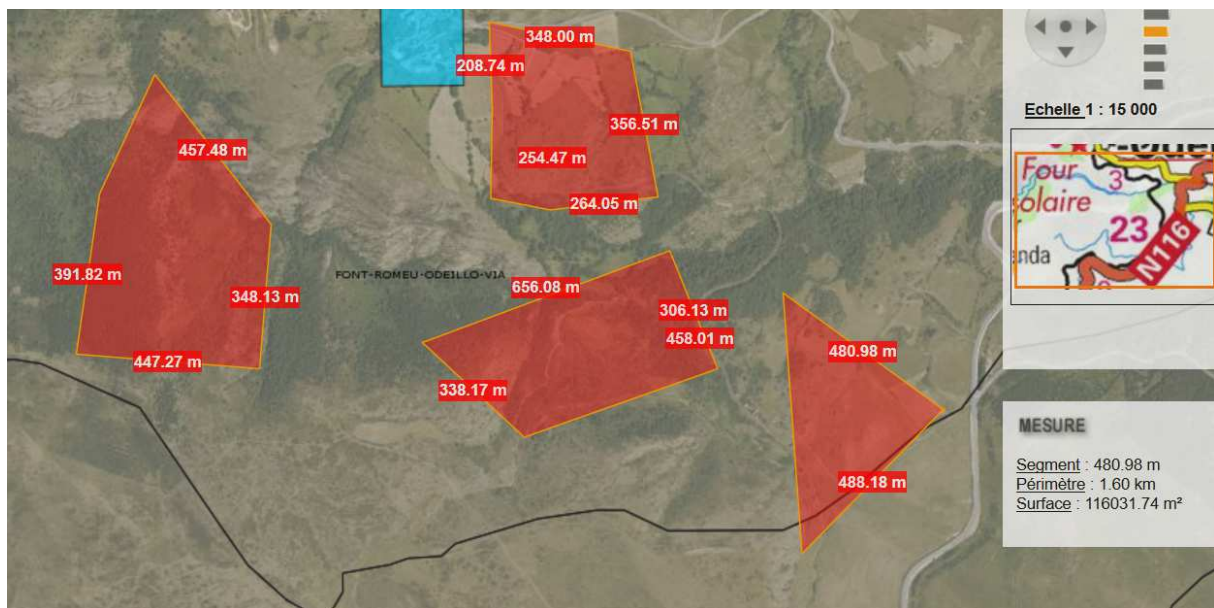 348.00 m
208.74 m
356.51 m
254.47 m
264.05 m
457.48 m
391.82 m
348.13 m
447.27 m
FONT-ROMEU-ODEILLO-VIA
656.08 m
306.13 m
458.01 m
338.17 m
480.98 m
488.18 m
Echelle 1 : 15 000
Four
solaire
3
23
N116
MESURE
Segment : 480.98 m
Périmètre : 1.60 km
Surface : 116031.74 m²